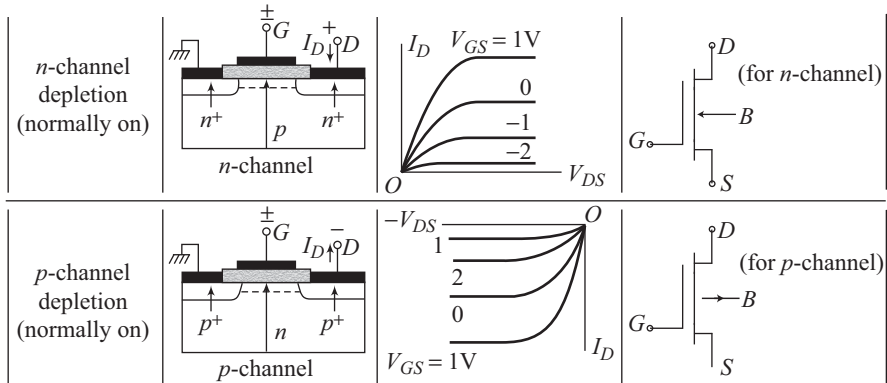 n-channel
depletion
(normally on)
±
G
I_D
+
D
n+
n+
p
n-channel
I_D
V_GS = 1V
0
−1
−2
O
V_DS
(for n-channel)
D
B
G
S
p-channel
depletion
(normally on)
±
G
I_D
−
D
p+
p+
n
p-channel
−V_DS
O
1
2
0
V_GS = 1V
I_D
(for p-channel)
D
B
G
S